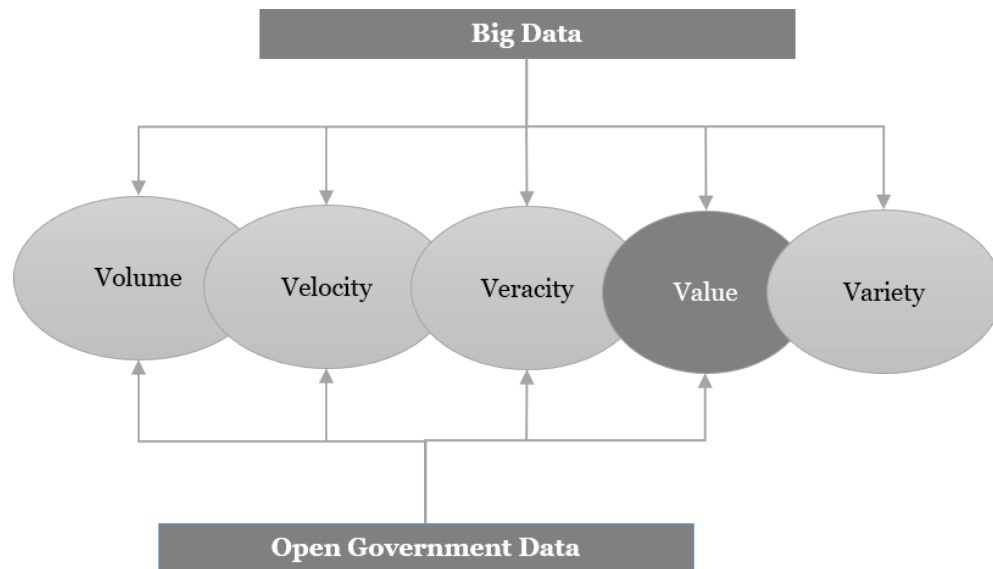 Big Data
Volume
Velocity
Veracity
Value
Variety
Open Government Data